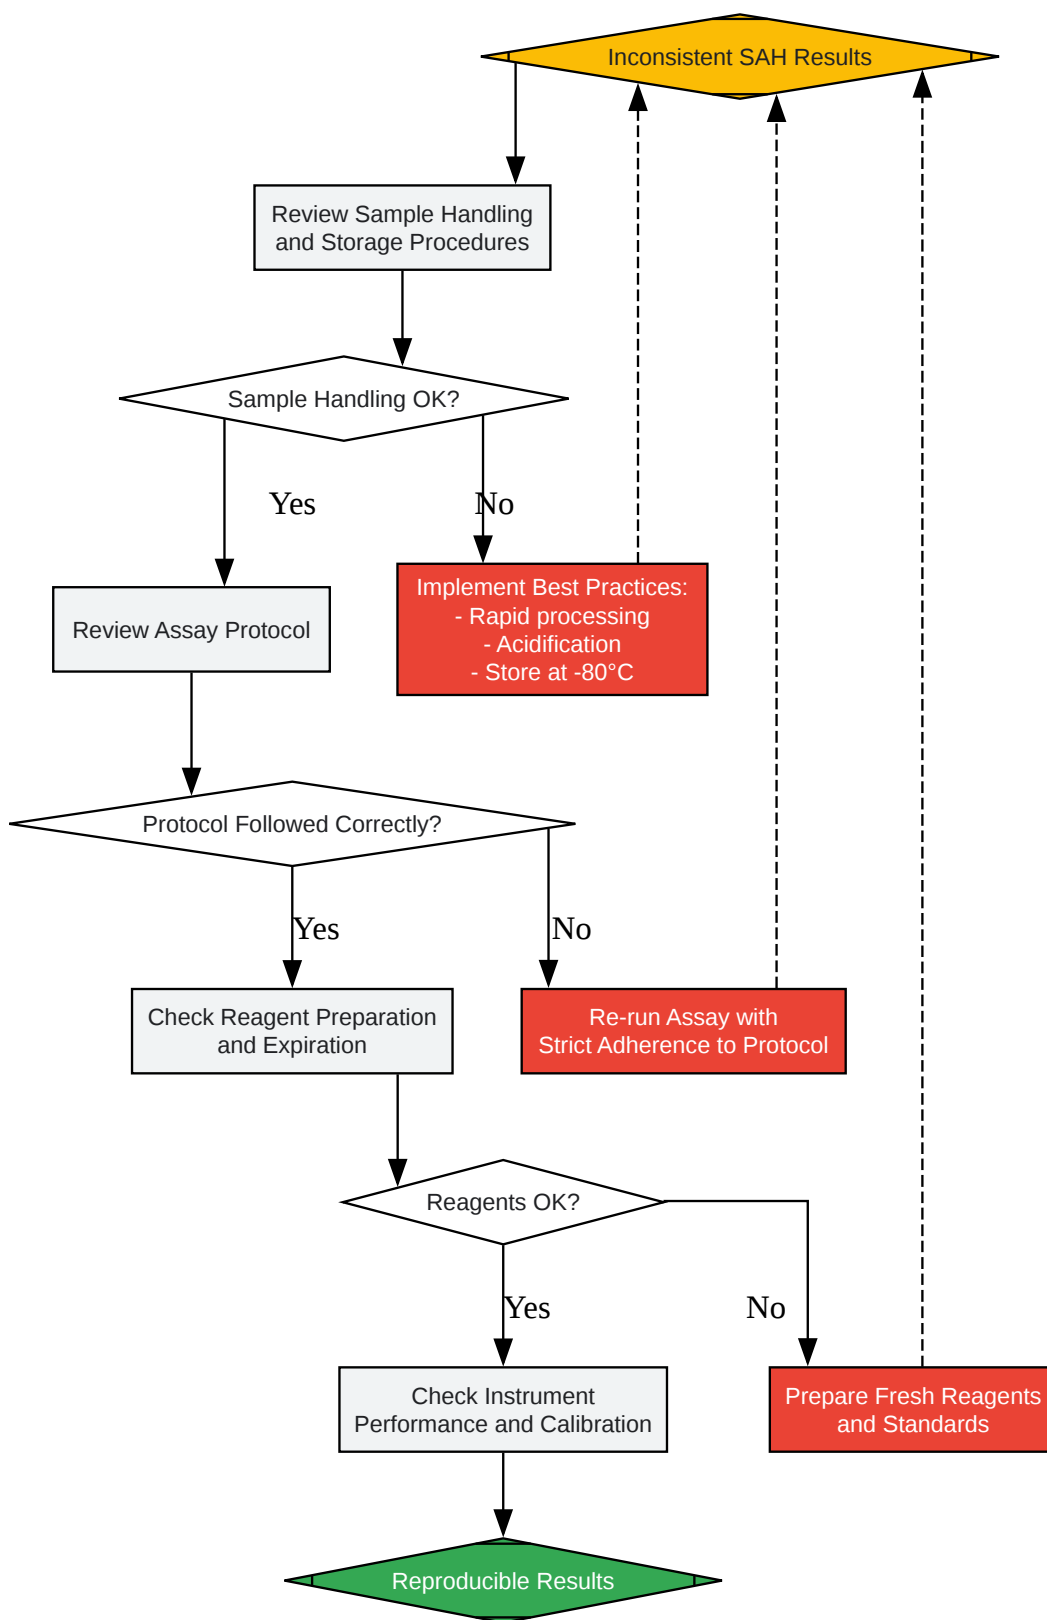 Inconsistent SAH Results
Review Sample Handling
and Storage Procedures
Sample Handling OK?
Yes
No
Implement Best Practices:
- Rapid processing
- Acidification
- Store at -80°C
Review Assay Protocol
Protocol Followed Correctly?
Yes
No
Check Reagent Preparation
and Expiration
Re-run Assay with
Strict Adherence to Protocol
Reagents OK?
Yes
No
Check Instrument
Performance and Calibration
Prepare Fresh Reagents
and Standards
Reproducible Results